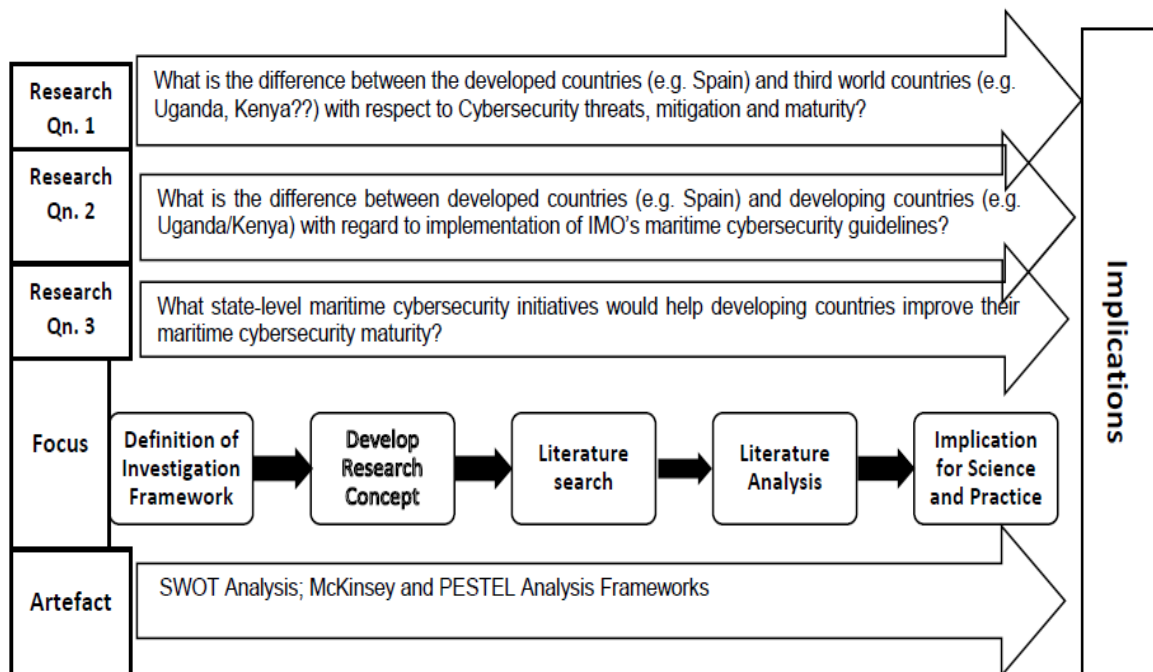 Research
Qn. 1
What is the difference between the developed countries (e.g. Spain) and third world countries (e.g.
Uganda, Kenya??) with respect to Cybersecurity threats, mitigation and maturity?
Research
Qn. 2
What is the difference between developed countries (e.g. Spain) and developing countries (e.g.
Uganda/Kenya) with regard to implementation of IMO's maritime cybersecurity guidelines?
Research
Qn. 3
What state-level maritime cybersecurity initiatives would help developing countries improve their
maritime cybersecurity maturity?
Focus
Definition of
Investigation
Framework
Develop
Research
Concept
Literature
search
Literature
Analysis
Implication
for Science
and Practice
Artefact
SWOT Analysis; McKinsey and PESTEL Analysis Frameworks
Implications